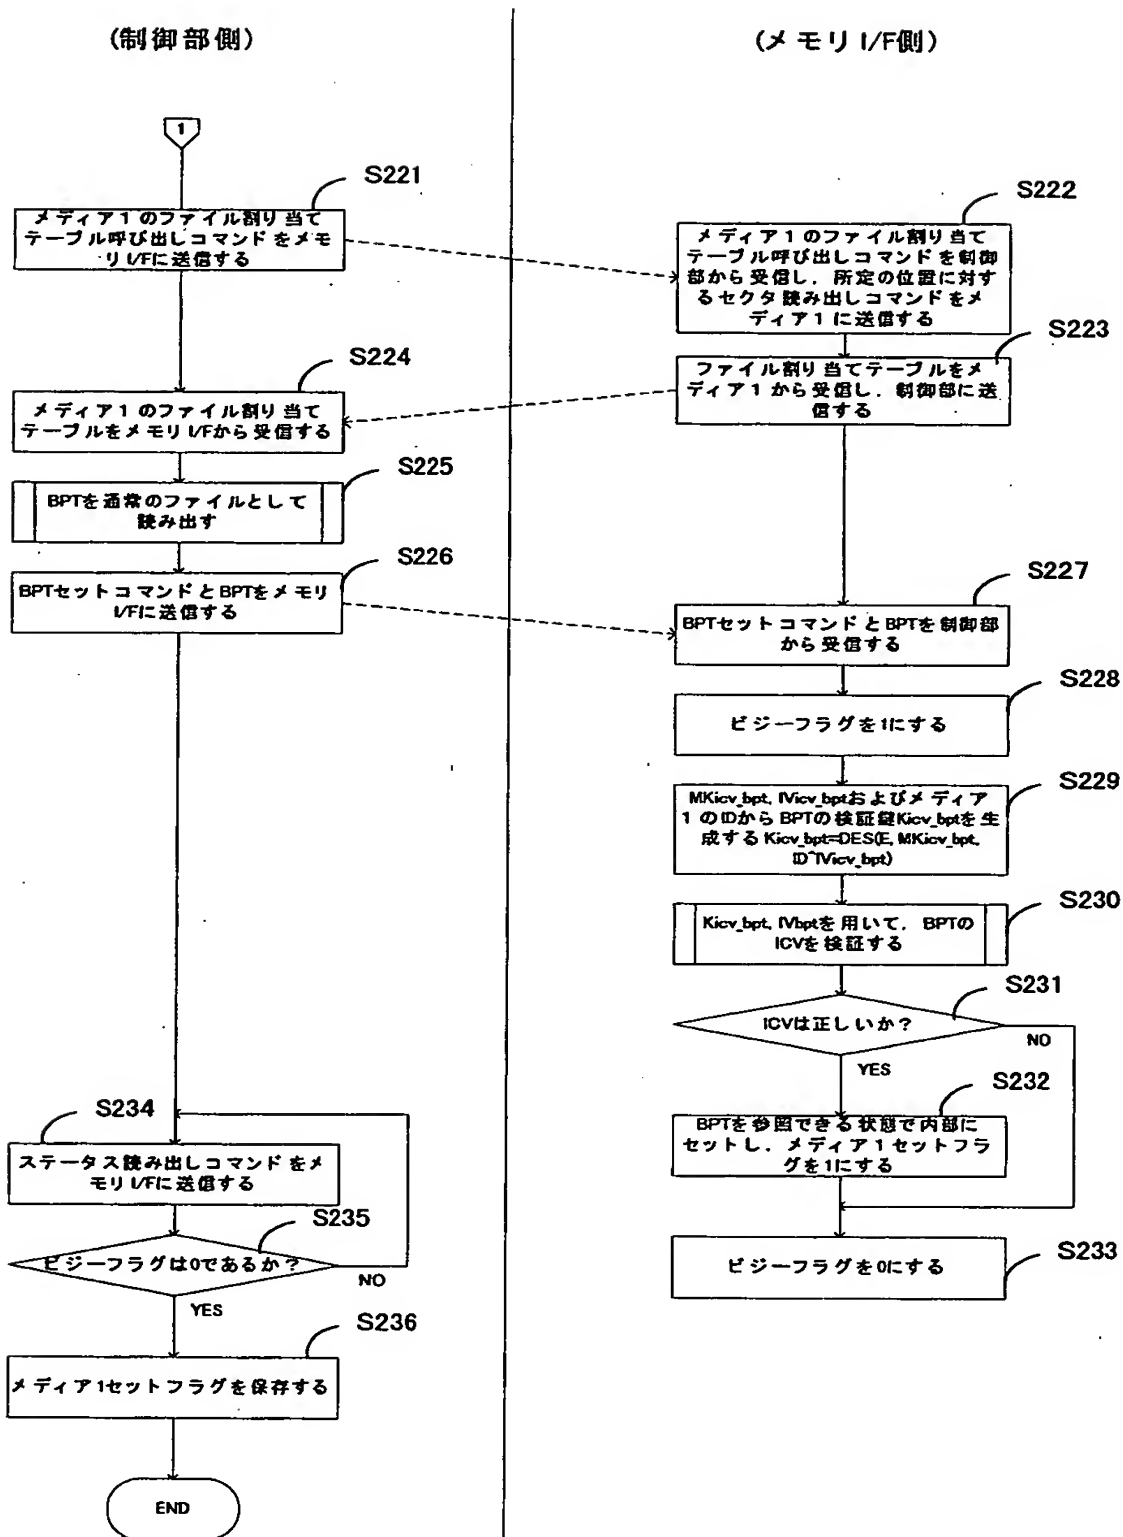 (制御部側)
(メモリI/F側)
1
S221
メディア1のファイル割り当て
テーブル呼び出しコマンドをメモ
リI/Fに送信する
S222
メディア1のファイル割り当て
テーブル呼び出しコマンドを制御
部から受信し，所定の位置に対す
るセクタ読み出しコマンドをメ
ディア1に送信する
S223
ファイル割り当てテーブルをメ
ディア1から受信し，制御部に送
信する
S224
メディア1のファイル割り当て
テーブルをメモリI/Fから受信する
S225
BPTを通常のファイルとして
読み出す
S226
BPTセットコマンドとBPTをメモリ
I/Fに送信する
S227
BPTセットコマンドとBPTを制御部
から受信する
S228
ビジーフラグを1にする
S229
MKicv_bpt, IVicv_bptおよびメディア
1のIDからBPTの検証鍵Kicv_bptを生
成する Kicv_bpt=DES(E, MKicv_bpt,
ID^IVicv_bpt)
S230
Kicv_bpt, IVbptを用いて，BPTの
ICVを検証する
S231
ICVは正しいか？
NO
YES
S232
BPTを参照できる状態で内部に
セットし，メディア1セットフラ
グを1にする
S233
ビジーフラグを0にする
S234
ステータス読み出しコマンドをメ
モリI/Fに送信する
S235
ビジーフラグは0であるか？
NO
YES
S236
メディア1セットフラグを保存する
END